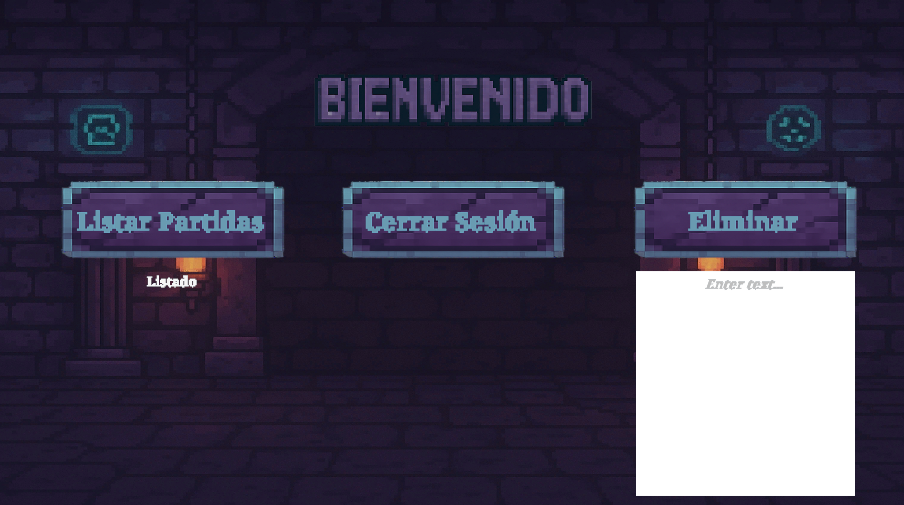 BIENVENIDO
Listar Partidas
Cerrar Sesión
Eliminar
Listado
Enter text...